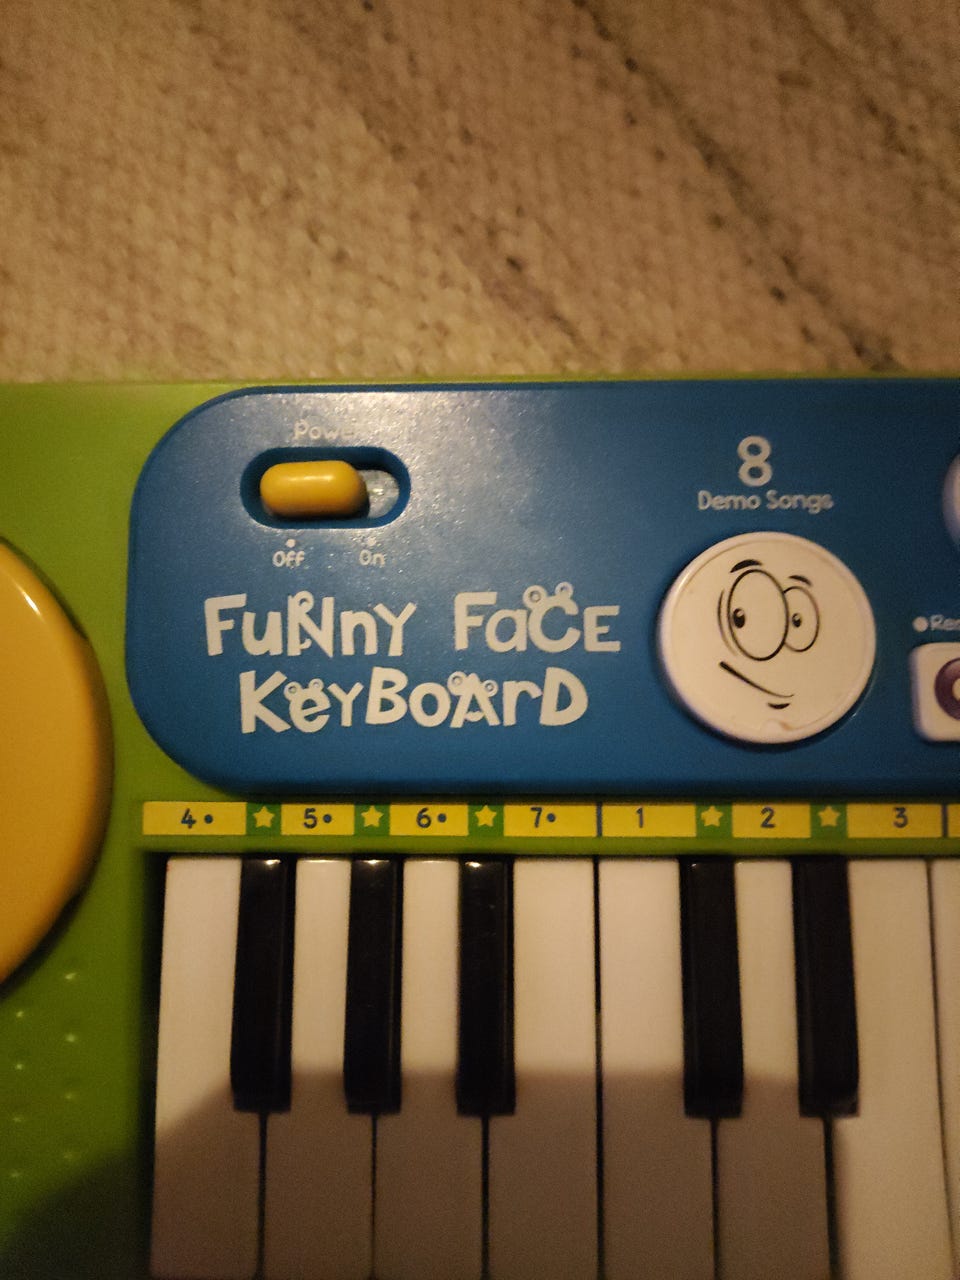 Power
Off On
8
Demo Songs
FuNny FaCE
KeyBoArD
4• 5• 6• 7• 1 2 3